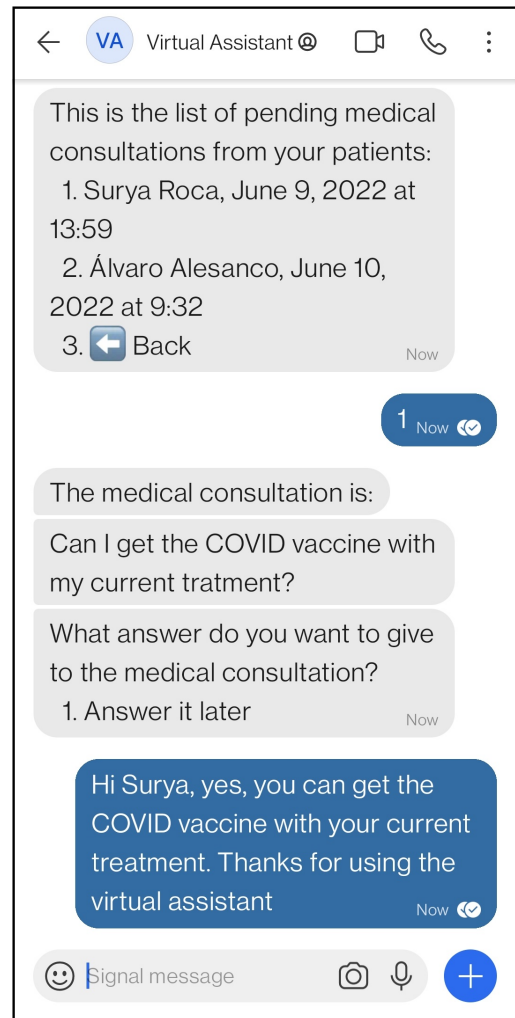 VA Virtual Assistant
This is the list of pending medical
consultations from your patients:
1. Surya Roca, June 9, 2022 at
13:59
2. Álvaro Alesanco, June 10,
2022 at 9:32
3. Back
Now
1 Now
The medical consultation is:
Can I get the COVID vaccine with
my current tratment?
What answer do you want to give
to the medical consultation?
1. Answer it later
Now
Hi Surya, yes, you can get the
COVID vaccine with your current
treatment. Thanks for using the
virtual assistant
Now
Signal message